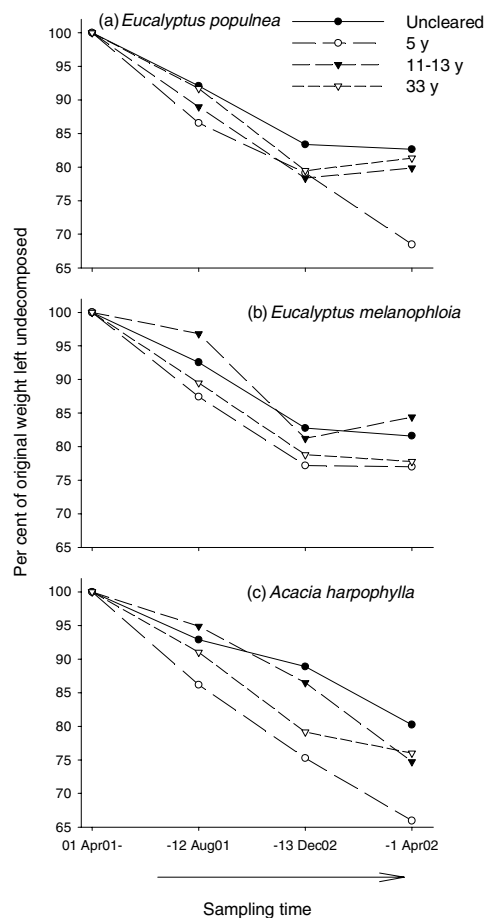 (a) Eucalyptus populnea
Uncleared
5 y
11-13 y
33 y
100
95
90
85
80
75
70
65
(b) Eucalyptus melanophloia
100
95
90
85
80
75
70
65
(c) Acacia harpophylla
100
95
90
85
80
75
70
65
Per cent of original weight left undecomposed
01 Apr01- -12 Aug01 -13 Dec02 -1 Apr02
Sampling time